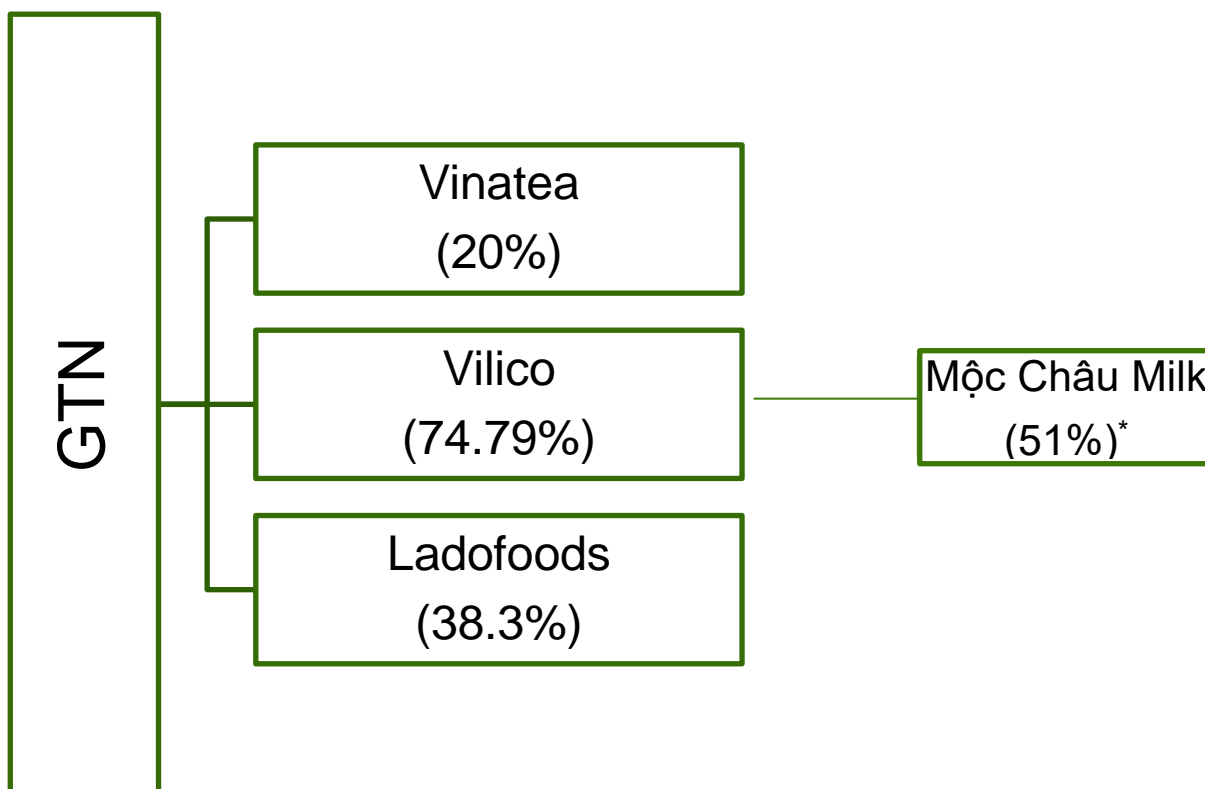 GTN
Vinatea
(20%)
Vilico
(74.79%)
Ladofoods
(38.3%)
Mộc Châu Milk
(51%)*